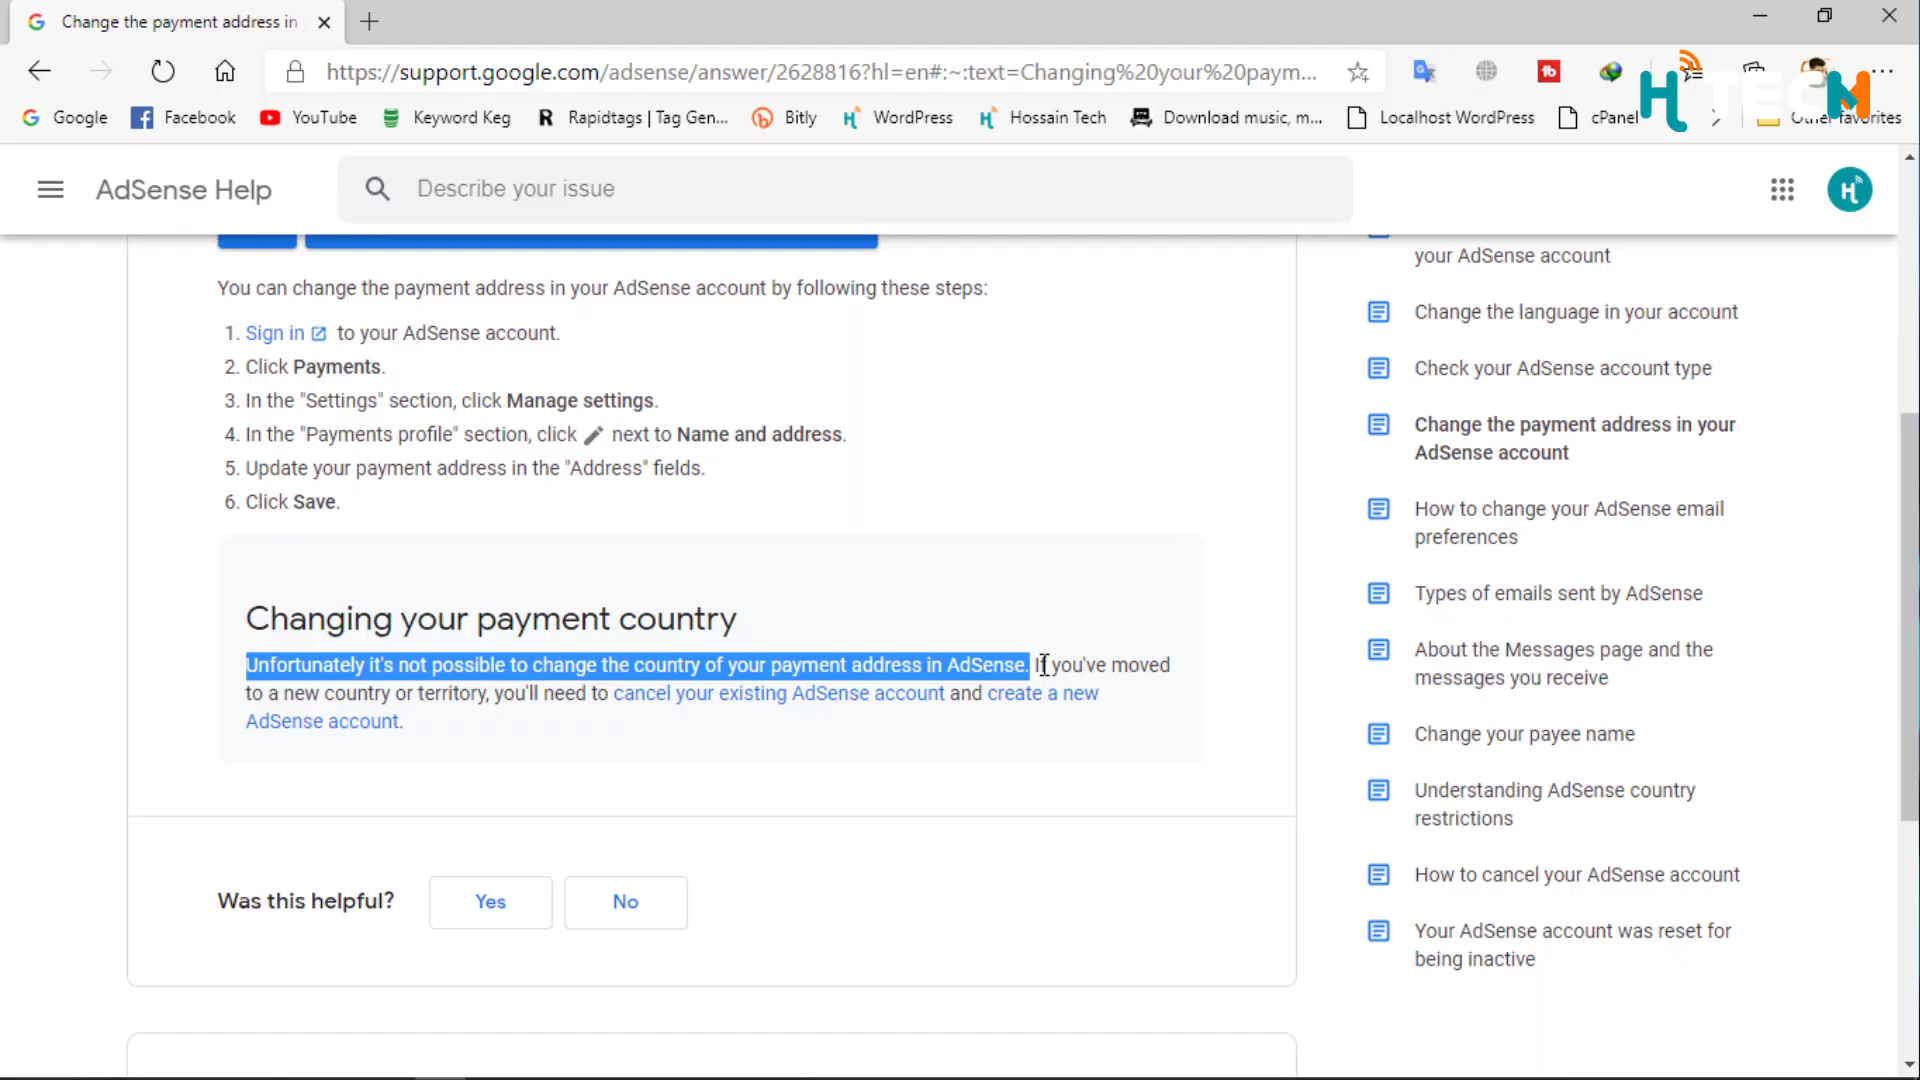 Change the payment address in
https://support.google.com/adsense/answer/2628816?hl=en#:~:text=Changing%20your%20paym...
Google Facebook YouTube Keyword Keg Rapidtags | Tag Gen... Bitly WordPress Hossain Tech Download music, m... Localhost WordPress cPanel Other favorites
H TECH
AdSense Help
Describe your issue
You can change the payment address in your AdSense account by following these steps:
1. Sign in to your AdSense account.
2. Click Payments.
3. In the "Settings" section, click Manage settings.
4. In the "Payments profile" section, click next to Name and address.
5. Update your payment address in the "Address" fields.
6. Click Save.
Changing your payment country
Unfortunately it's not possible to change the country of your payment address in AdSense. If you've moved
to a new country or territory, you'll need to cancel your existing AdSense account and create a new
AdSense account.
Was this helpful?
Yes
No
your AdSense account
Change the language in your account
Check your AdSense account type
Change the payment address in your
AdSense account
How to change your AdSense email
preferences
Types of emails sent by AdSense
About the Messages page and the
messages you receive
Change your payee name
Understanding AdSense country
restrictions
How to cancel your AdSense account
Your AdSense account was reset for
being inactive